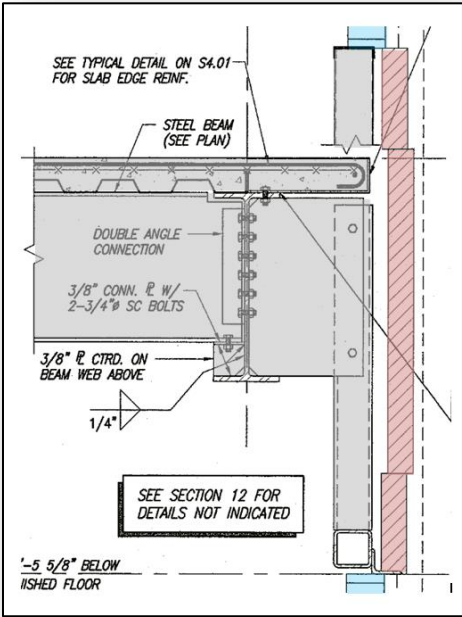 SEE TYPICAL DETAIL ON S4.01
FOR SLAB EDGE REINF.
STEEL BEAM
(SEE PLAN)
DOUBLE ANGLE
CONNECTION
3/8" CONN. ℄ W/
2-3/4"ø SC BOLTS
3/8" ℄ CTRD. ON
BEAM WEB ABOVE
1/4"
SEE SECTION 12 FOR
DETAILS NOT INDICATED
'-5 5/8" BELOW
ISHED FLOOR